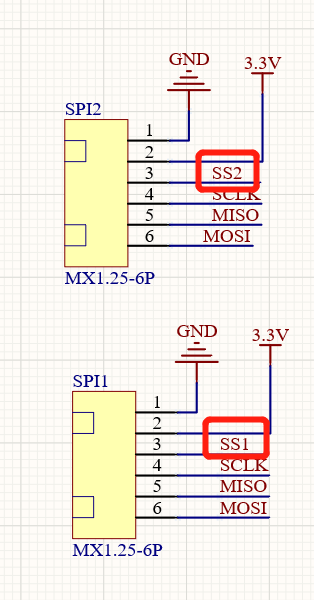 GND
3.3V
SPI2
1
2
3 SS2
4 SCLK
5 MISO
6 MOSI
MX1.25-6P
GND
3.3V
SPI1
1
2
3 SS1
4 SCLK
5 MISO
6 MOSI
MX1.25-6P